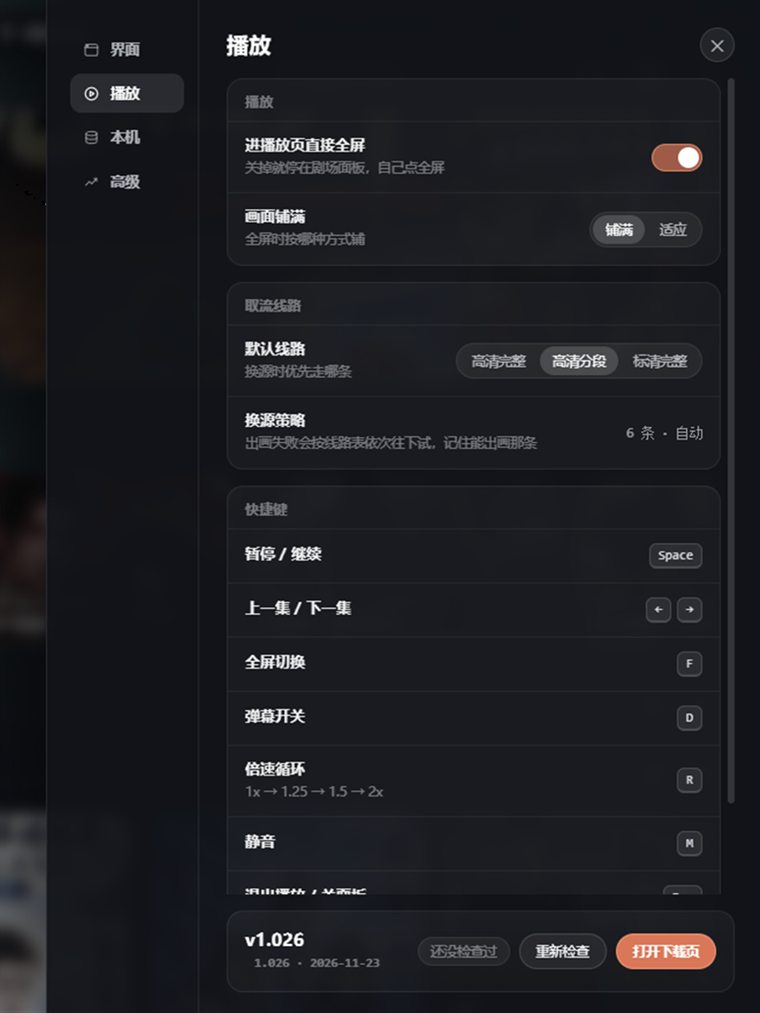 界面
播放
本机
高级
播放
播放
进播放页直接全屏
关掉就停在剧场面板，自己点全屏
画面铺满
全屏时按哪种方式铺
铺满
适应
取流线路
默认线路
换源时优先走哪条
高清完整
高清分段
标清完整
换源策略
出画失败会按线路表依次往下试，记住能出画那条
6 条 · 自动
快捷键
暂停 / 继续
Space
上一集 / 下一集
← →
全屏切换
F
弹幕开关
D
倍速循环
1x → 1.25 → 1.5 → 2x
R
静音
M
退出播放 / 关面板
v1.026
1.026 · 2026-11-23
还没检查过
重新检查
打开下载页